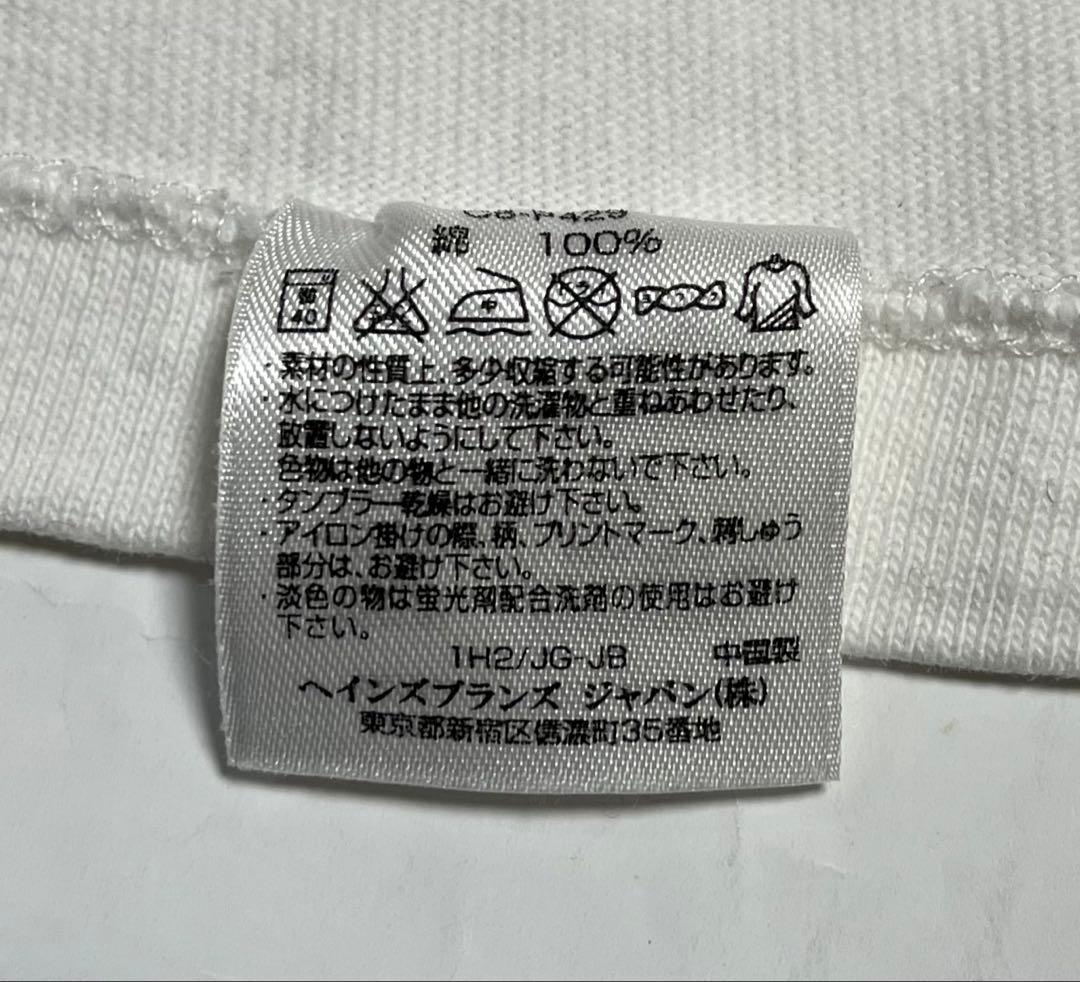 綿 100%
弱
40
中
・素材の性質上、多少収縮する可能性があります。
・水につけたまま他の洗濯物と重ねあわせたり、
放置しないようにして下さい。
色物は他の物と一緒に洗わないで下さい。
・タンブラー乾燥はお避け下さい。
・アイロン掛けの際、柄、プリントマーク、刺しゅう
部分は、お避け下さい。
・淡色の物は蛍光剤配合洗剤の使用はお避け
下さい。
1H2/JG-JB 中国製
ヘインズブランズ ジャパン(株)
東京都新宿区信濃町35番地